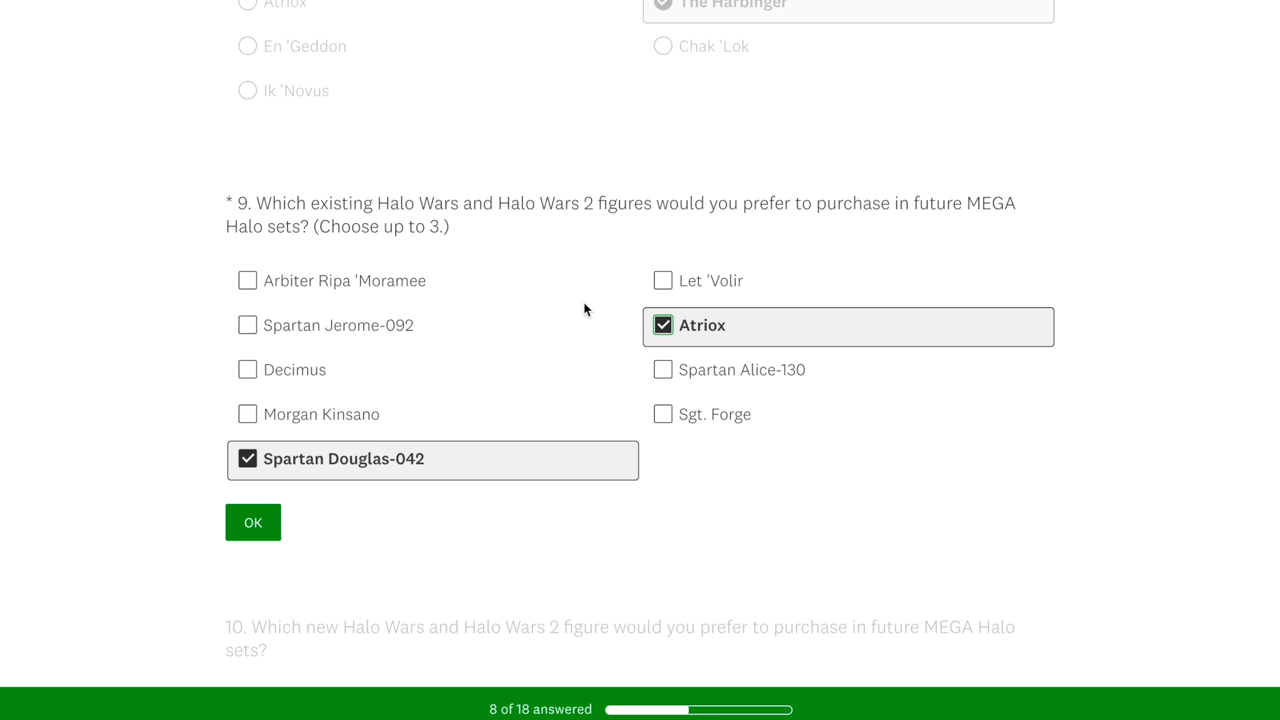 Atriox
The Harbinger
En 'Geddon
Chak 'Lok
Ik 'Novus
* 9. Which existing Halo Wars and Halo Wars 2 figures would you prefer to purchase in future MEGA
Halo sets? (Choose up to 3.)
Arbiter Ripa 'Moramee
Let 'Volir
Spartan Jerome-092
Atriox
Decimus
Spartan Alice-130
Morgan Kinsano
Sgt. Forge
Spartan Douglas-042
OK
10. Which new Halo Wars and Halo Wars 2 figure would you prefer to purchase in future MEGA Halo
sets?
8 of 18 answered